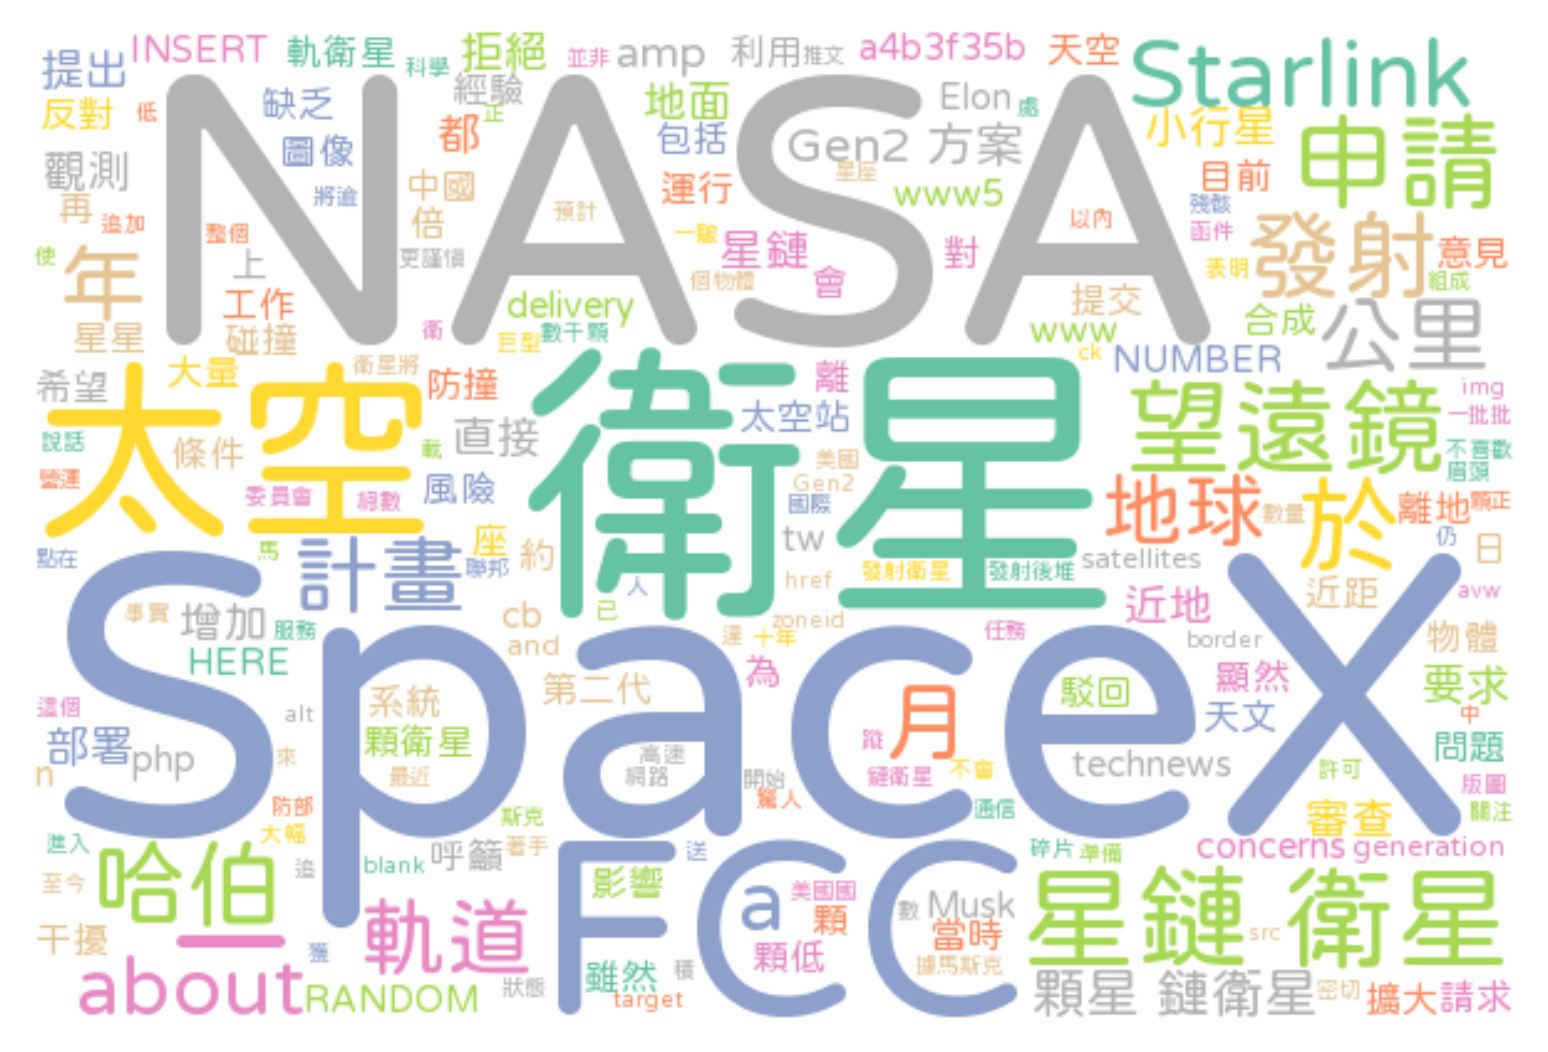 提出 INSERT 軌衛星 科學 拒絕 並非 amp 利用 推文 a4b3f35b 天空 Starlink
反對 低 缺乏 經驗 正 地面 Elon 處 小行星
NASA
觀測 圖像 都 包括 Gen2 方案 申請
再 追加 將逾 中國 倍 預計 運行 星座 www5 目前 殘骸
使 年 整個 上 更謹慎 一皺 星鏈 對 以內 函件 發射 意見
工作 個物體 會 表明 組成
星星 碰撞 衛 delivery 數千顆 提交 合成 公里
巨型 www ck NUMBER
希望 大量 衛星將 防撞 離 img
太空 衛星 望遠鏡 一批批
說話 條件 載 直接 太空站 不喜歡
營運 委員會 總數 風險 美國 Gen2 國際 地球 數量 於 離地 顆正 眉頭
點在 馬 計畫 座 聯邦 約 tw 發射衛星 發射後堆 satellites 仍 日
人 href 近地 近距 avw
SpaceX
事實 增加 服務 cb 已 zoneid
HERE and 達 十年 任務 border 物體
這個 系統 第二代 為 月 駁回 顯然 要求
部署 php alt 顆衛星 天文 中
n 來 最近 高速 網路 開始 蹤 鏈衛星 不會 technews 許可 問題
防部 斯克 驚人 通信 審查 版圖 關注
進入 大幅 呼籲 著手 送 碎片 準備 concerns generation
至今 哈伯 追 blank FCC
影響 a 美國國 數 Musk 星鏈 衛星
干擾 一 獲 軌道 顆 當時 src
about RANDOM 狀態 雖然 積 顆低 據馬斯克 顆星 鏈衛星 密切 擴大 請求
target